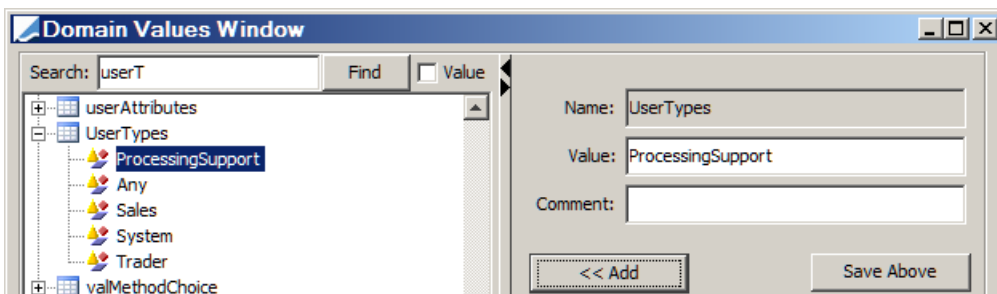 Domain Values Window
Search: userT Find Value
userAttributes
UserTypes
ProcessingSupport
Any
Sales
System
Trader
valMethodChoice
Name: UserTypes
Value: ProcessingSupport
Comment:
<< Add Save Above